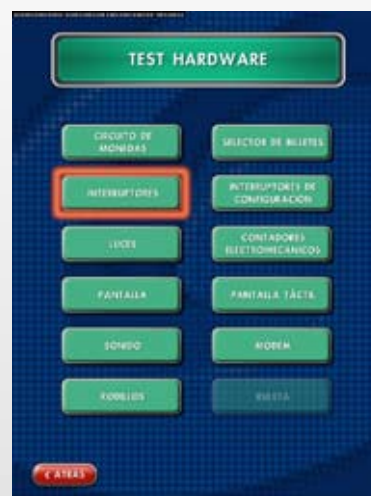 TEST HARDWARE
CIRCUITO DE
MONEDAS
SELECTOR DE BILLETES
INTERRUPTORES
INTERRUPTORES DE
CONFIGURACIÓN
LUCES
CONTADORES
ELECTROMECÁNICOS
PANTALLA
PANTALLA TÁCTIL
SONIDO
MODEM
RODILLOS
RULETA
ATRÁS